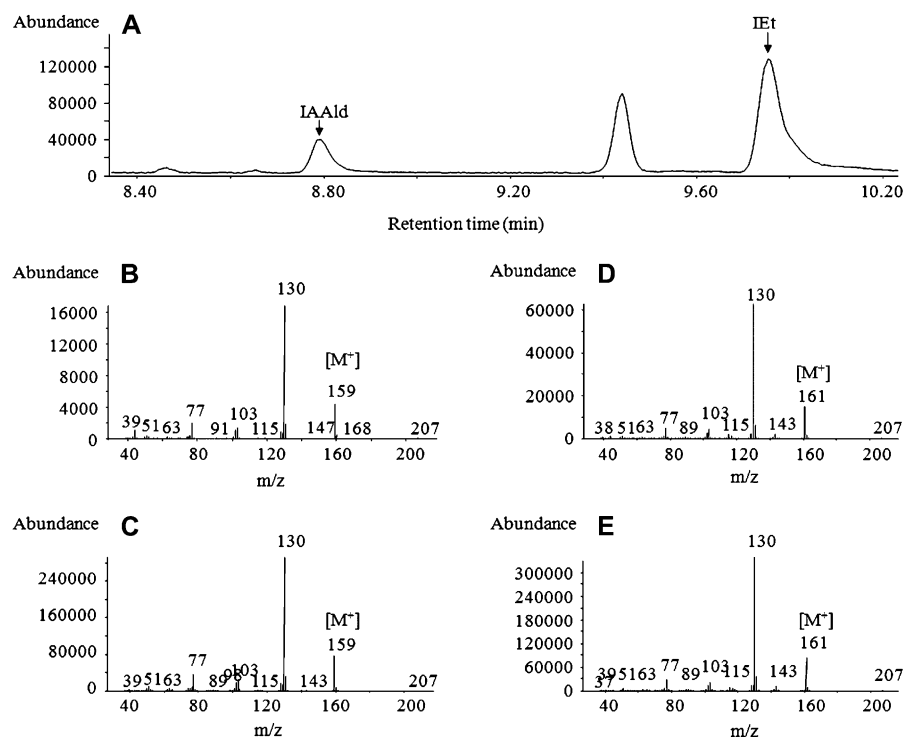 Abundance A
IEt
120000
80000
IAAld
40000
0
8.40 8.80 9.20 9.60 10.20
Retention time (min)
Abundance B
130
16000
12000
[M+]
8000
159
77
103
4000
39 51 63 91 115 147 168 207
0
40 80 120 160 200
m/z
Abundance D
130
60000
40000
[M+]
161
20000
77
103
38 51 63 89 115 143 207
0
40 80 120 160 200
m/z
Abundance C
130
240000
160000
[M+]
159
80000
77
98 103
39 51 63 89 115 143 207
0
40 80 120 160 200
m/z
Abundance E
130
300000
240000
180000
[M+]
120000
161
77 103
60000
39 51 63 89 115 143 207
37
0
40 80 120 160 200
m/z